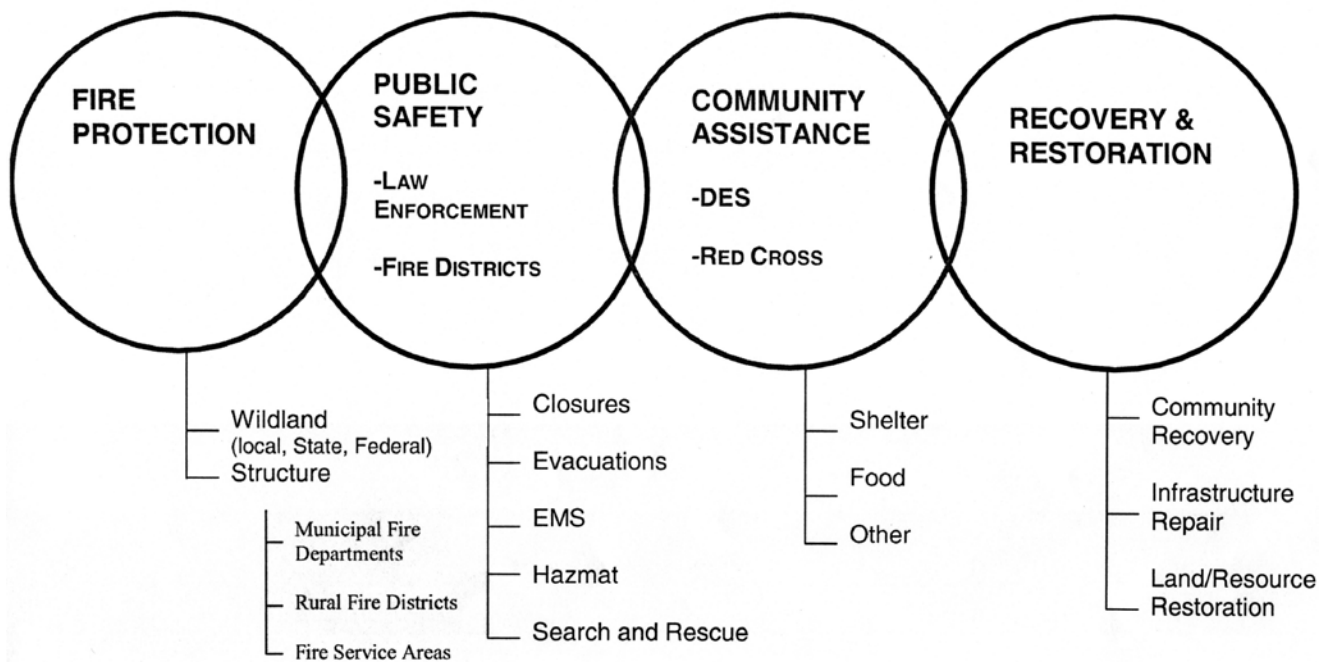 FIRE
PROTECTION
PUBLIC
SAFETY
-LAW
ENFORCEMENT
-FIRE DISTRICTS
COMMUNITY
ASSISTANCE
-DES
-RED CROSS
RECOVERY &
RESTORATION
Wildland
(local, State, Federal)
Structure
Municipal Fire
Departments
Rural Fire Districts
Fire Service Areas
Closures
Evacuations
EMS
Hazmat
Search and Rescue
Shelter
Food
Other
Community
Recovery
Infrastructure
Repair
Land/Resource
Restoration